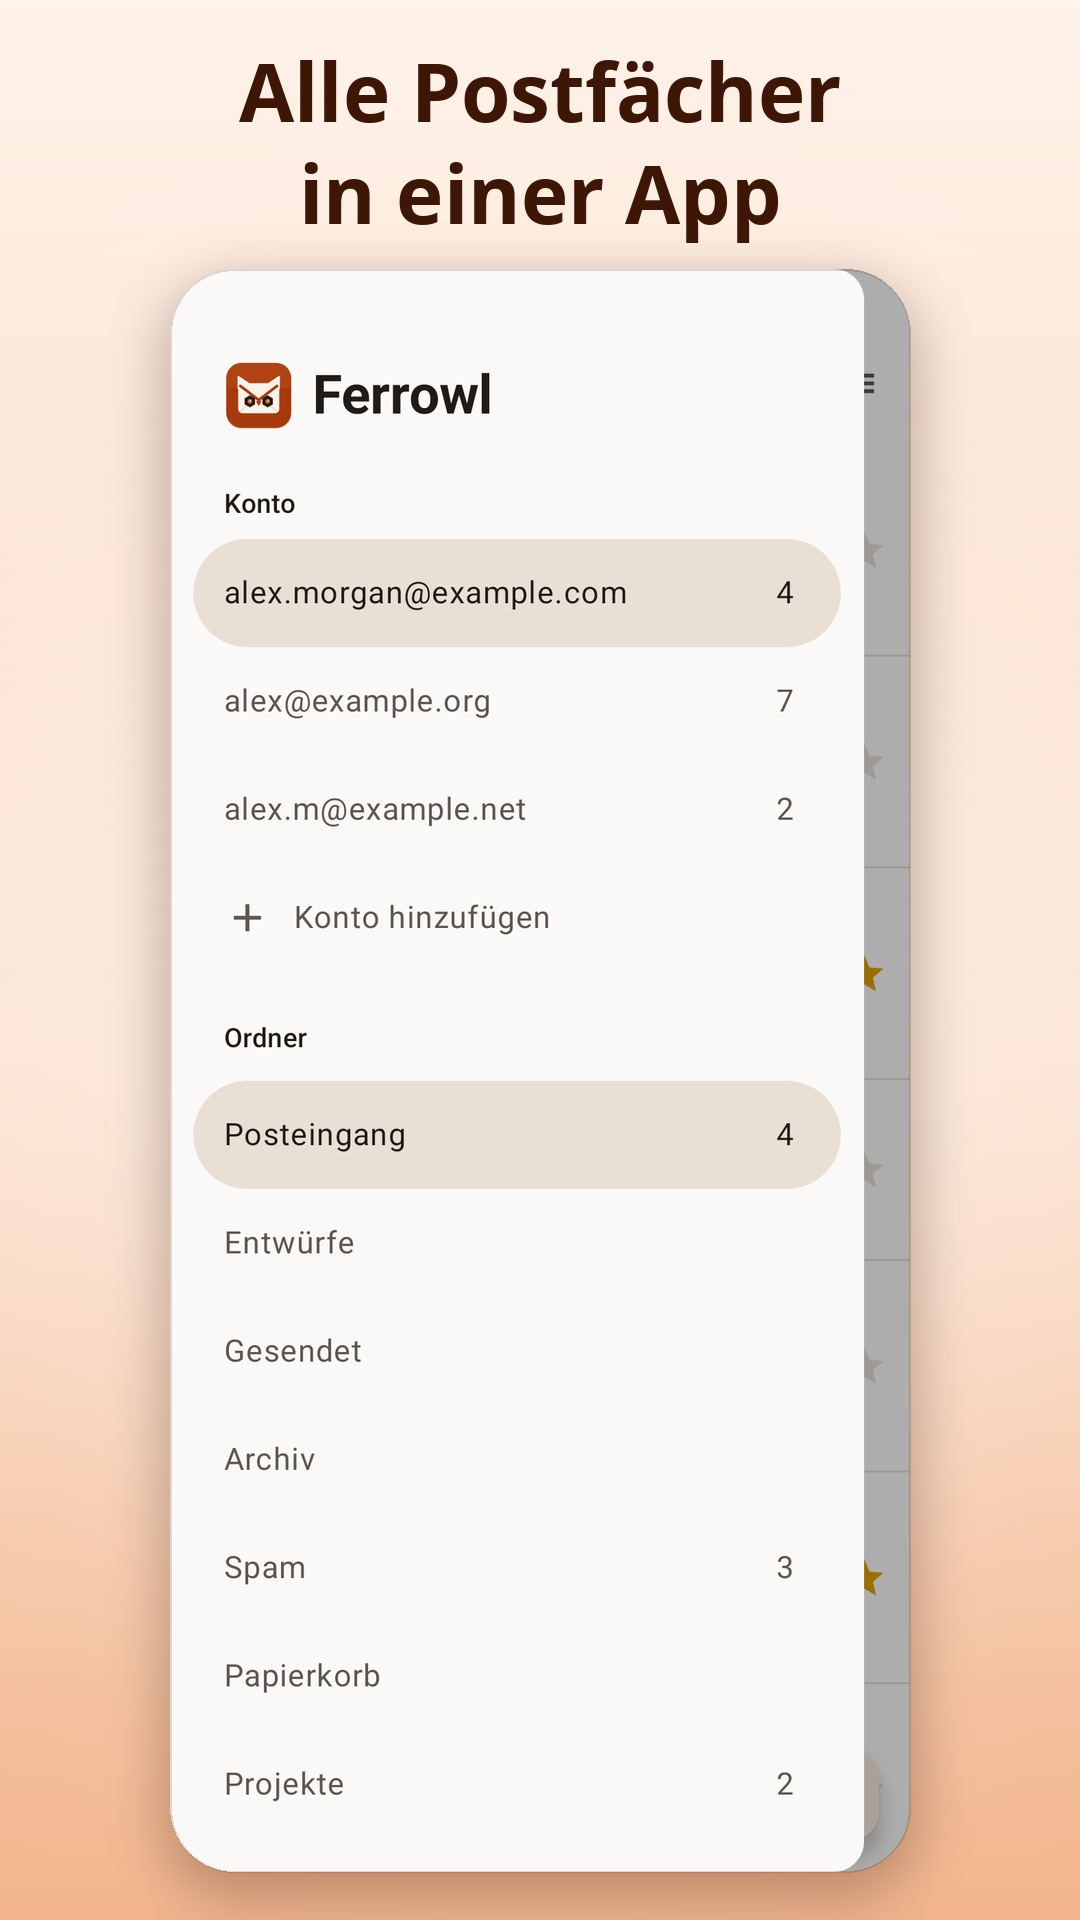 Alle Postfächer
in einer App
Ferrowl
Konto
alex.morgan@example.com 4
alex@example.org 7
alex.m@example.net 2
+ Konto hinzufügen
Ordner
Posteingang 4
Entwürfe
Gesendet
Archiv
Spam 3
Papierkorb
Projekte 2